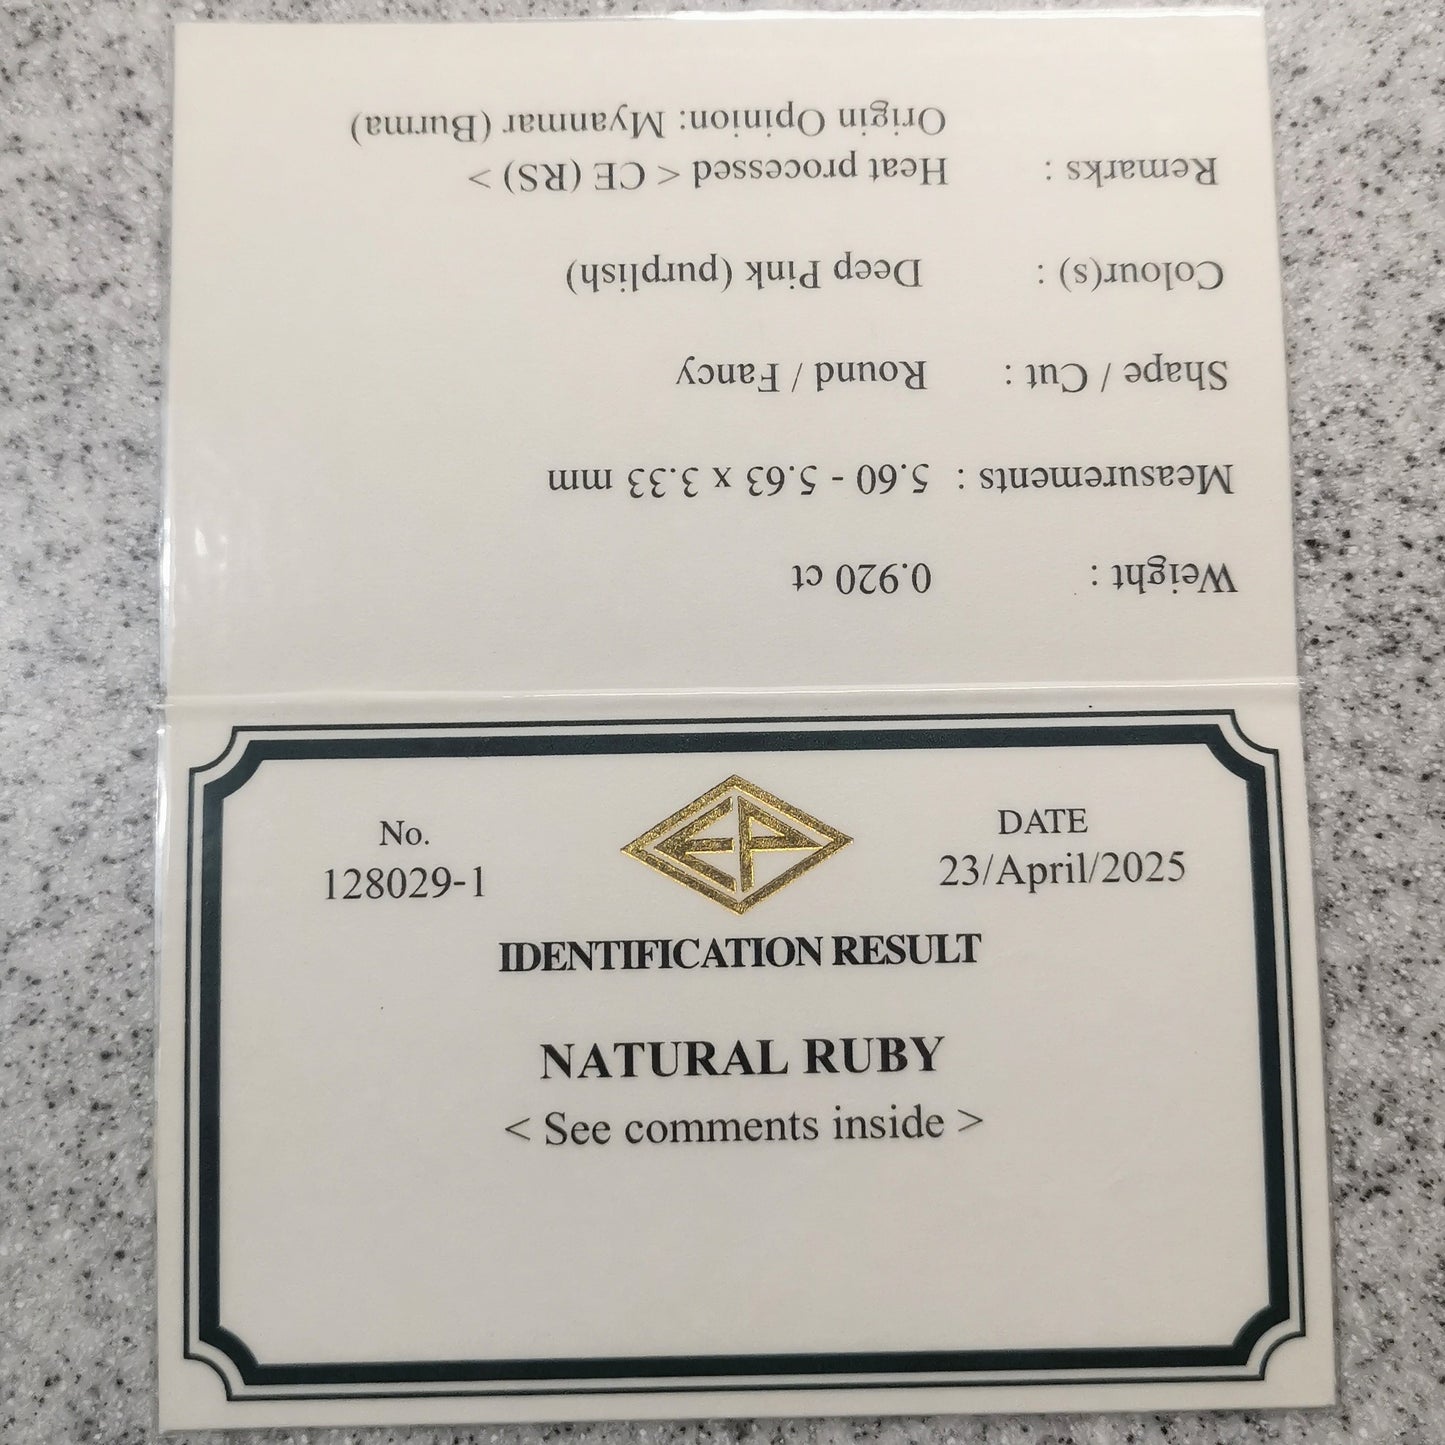 No.
128029-1
EP
DATE
23/April/2025
IDENTIFICATION RESULT
NATURAL RUBY
< See comments inside >
Weight : 0.920 ct
Measurements : 5.60 - 5.63 x 3.33 mm
Shape / Cut : Round / Fancy
Colour(s) : Deep Pink (purplish)
Remarks : Heat processed < CE (RS) >
Origin Opinion: Myanmar (Burma)